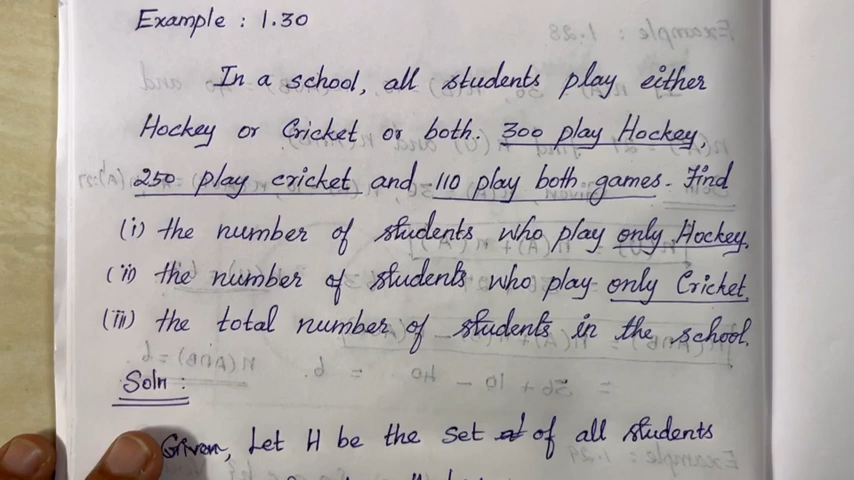 Example : 1.30
In a school, all students play either
Hockey or Cricket or both. 300 play Hockey,
250 play cricket and 110 play both games. Find
(i) the number of students who play only Hockey.
(ii) the number of students who play only Cricket.
(iii) the total number of students in the school.
Soln :
Given, Let H be the set of all students